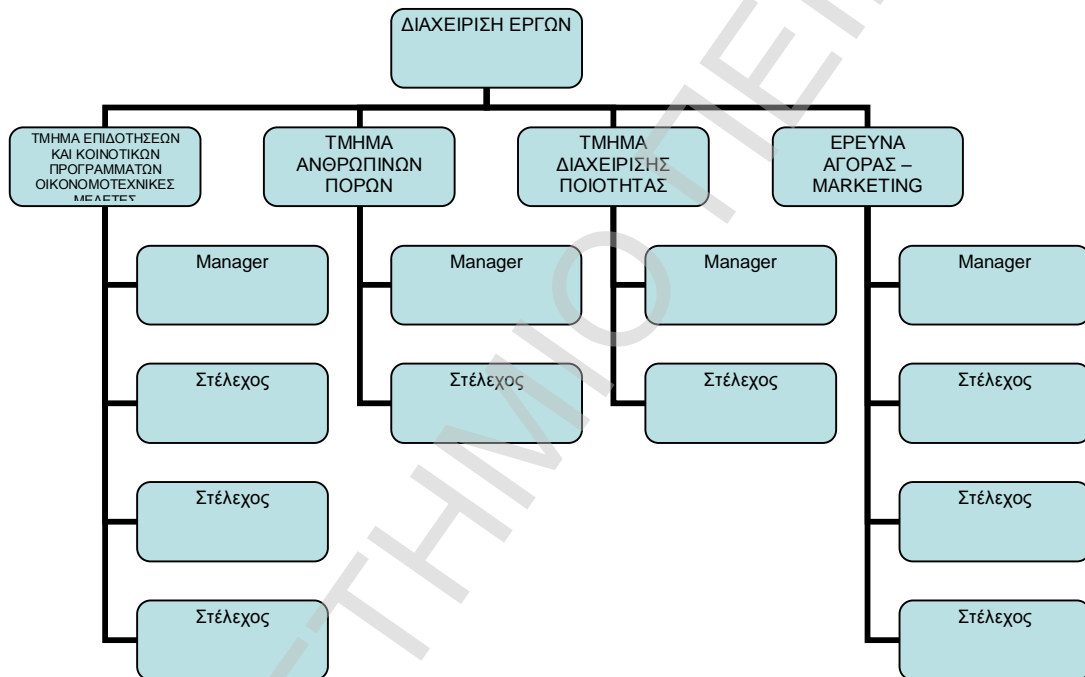 ΔΙΑΧΕΙΡΙΣΗ ΕΡΓΩΝ
ΤΜΗΜΑ ΕΠΙΔΟΤΗΣΕΩΝ
ΚΑΙ ΚΟΙΝΟΤΙΚΩΝ
ΠΡΟΓΡΑΜΜΑΤΩΝ
ΟΙΚΟΝΟΜΟΤΕΧΝΙΚΕΣ
ΜΕΛΕΤΕΣ
ΤΜΗΜΑ
ΑΝΘΡΩΠΙΝΩΝ
ΠΟΡΩΝ
ΤΜΗΜΑ
ΔΙΑΧΕΙΡΙΣΗΣ
ΠΟΙΟΤΗΤΑΣ
ΕΡΕΥΝΑ
ΑΓΟΡΑΣ –
MARKETING
Manager
Manager
Manager
Manager
Στέλεχος
Στέλεχος
Στέλεχος
Στέλεχος
Στέλεχος
Στέλεχος
Στέλεχος
Στέλεχος